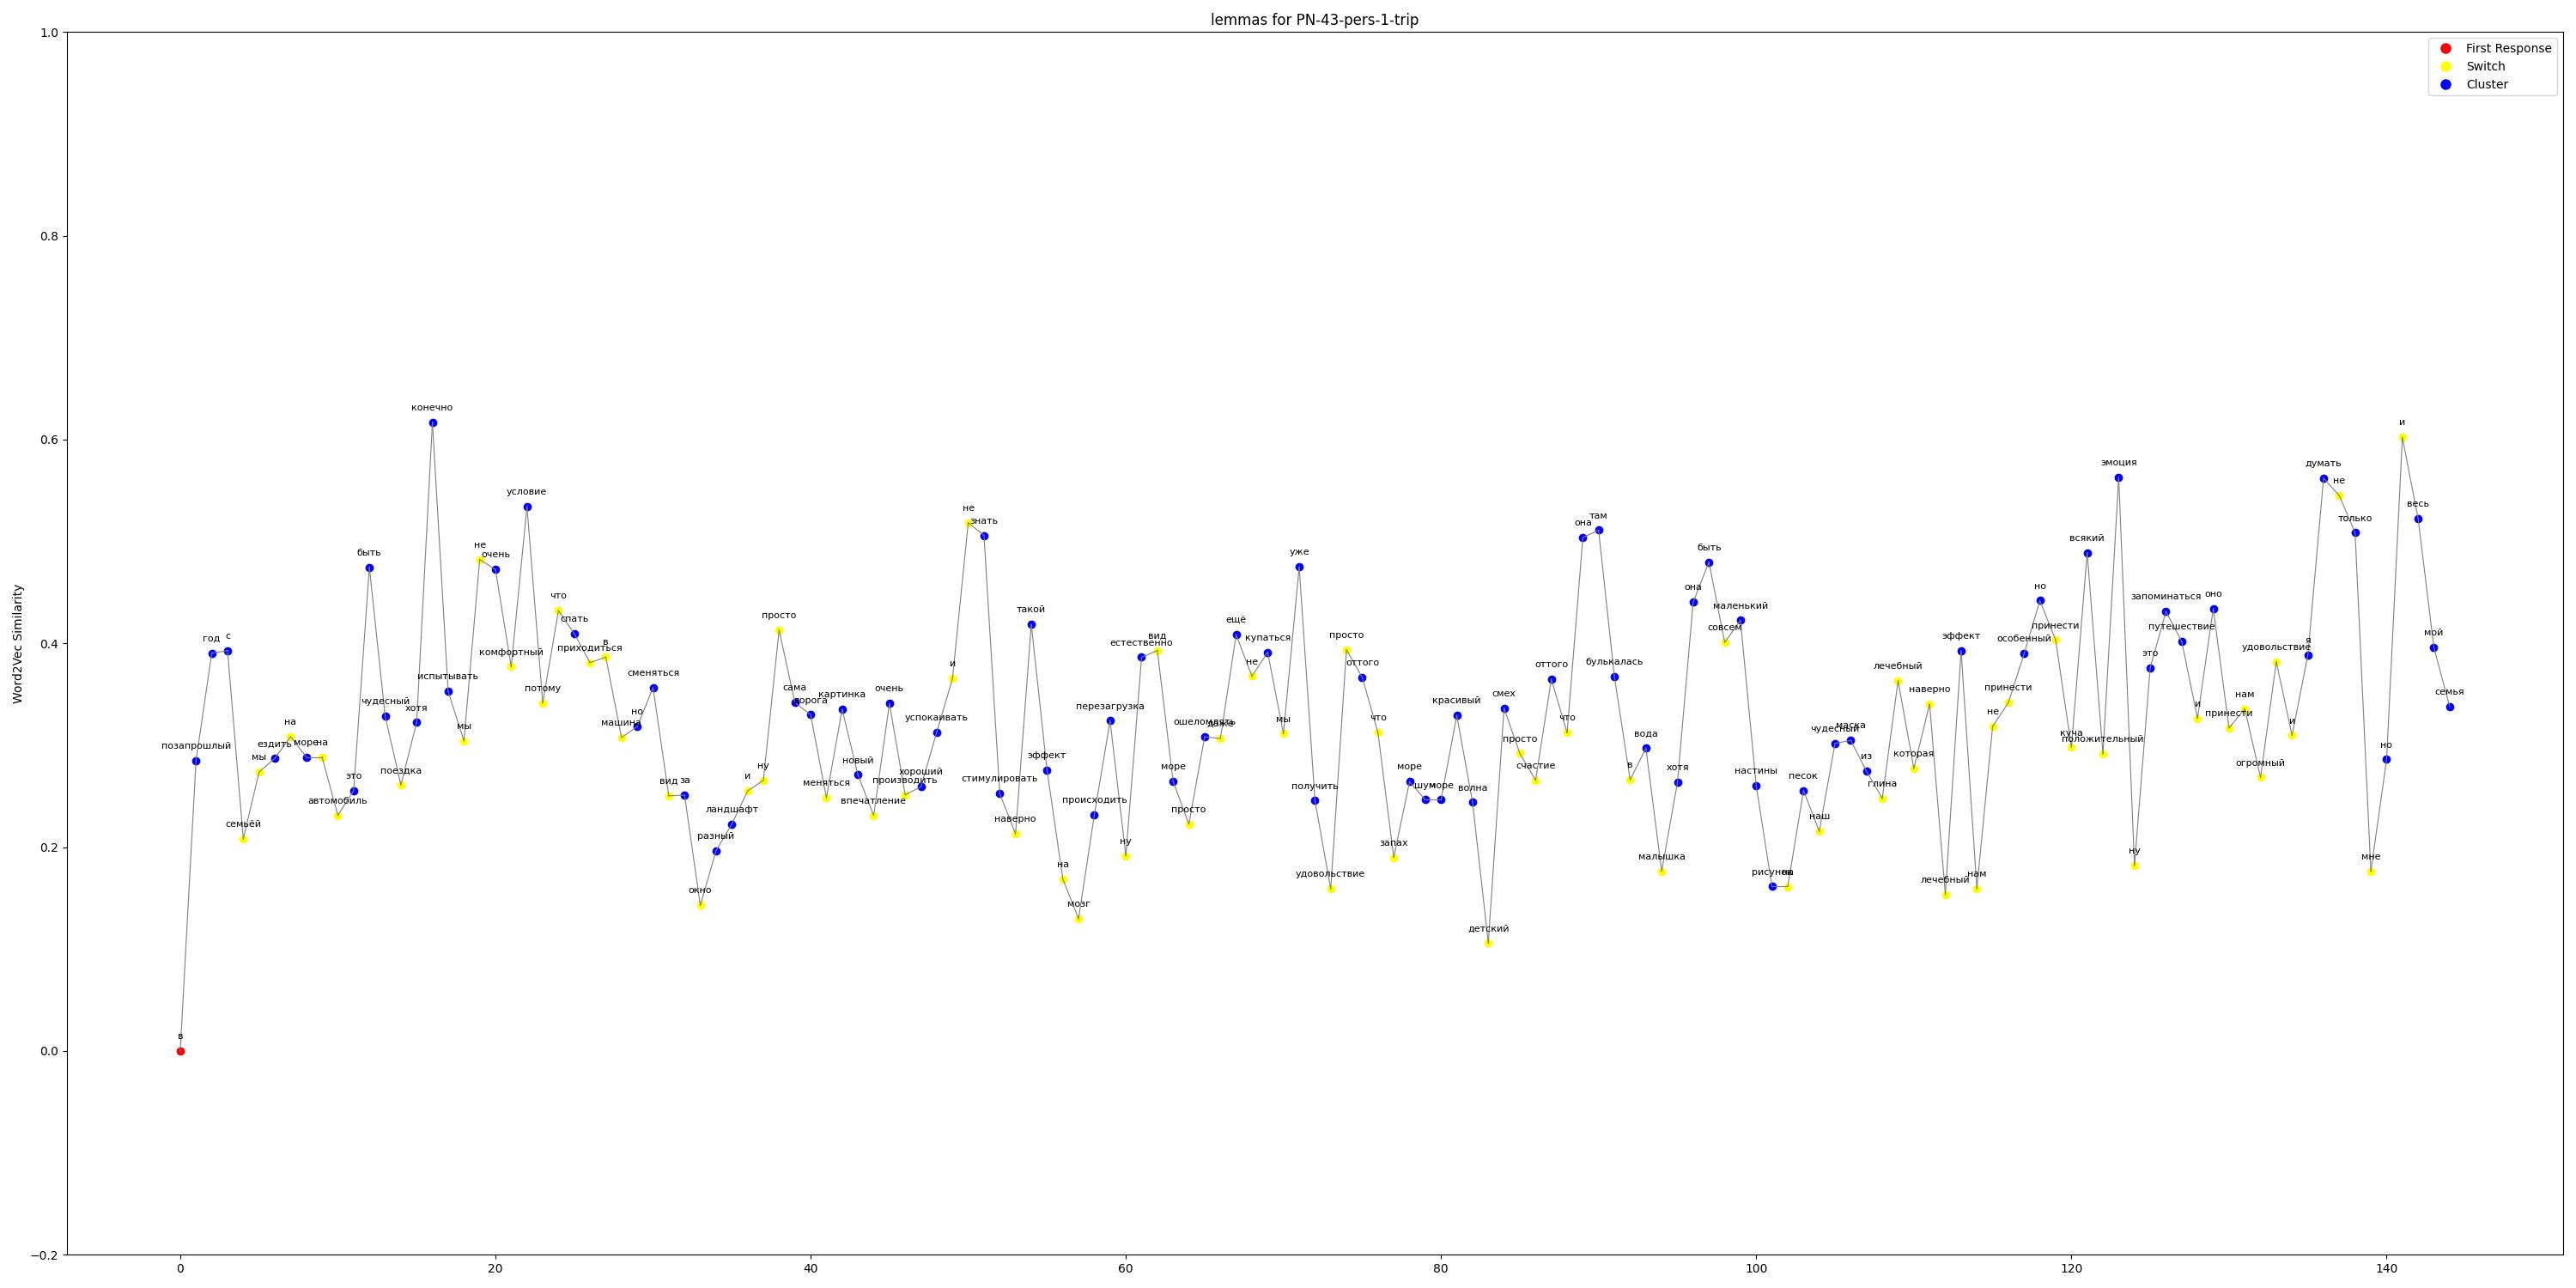 lemmas for PN-43-pers-1-trip
First Response
Switch
Cluster
Word2Vec Similarity
1.0
0.8
0.6
0.4
0.2
0.0
−0.2
0
20
40
60
80
100
120
140
в
позапрошлый
год
с
семьёй
мы
ездить
на
море
на
автомобиль
это
быть
чудесный
поездка
хотя
конечно
испытывать
мы
не
очень
комфортный
условие
потому
что
спать
приходиться
в
машина
но
сменяться
вид
за
окно
разный
ландшафт
и
ну
просто
сама
дорога
меняться
картинка
новый
впечатление
очень
производить
хороший
успокаивать
и
не
знать
стимулировать
наверно
такой
эффект
на
мозг
происходить
перезагрузка
ну
естественно
вид
море
просто
ошеломлять
даже
ещё
не
купаться
мы
уже
получить
удовольствие
просто
оттого
что
запах
море
шум
море
красивый
волна
детский
смех
просто
счастие
оттого
что
она
там
булькалась
в
вода
малышка
хотя
она
быть
совсем
маленький
настины
рисунок
на
песок
наш
чудесный
маска
из
глина
лечебный
которая
наверно
лечебный
эффект
нам
не
принести
особенный
но
принести
куча
всякий
положительный
эмоция
ну
это
запоминаться
путешествие
и
оно
принести
нам
огромный
удовольствие
и
я
думать
не
только
мне
но
и
весь
мой
семья